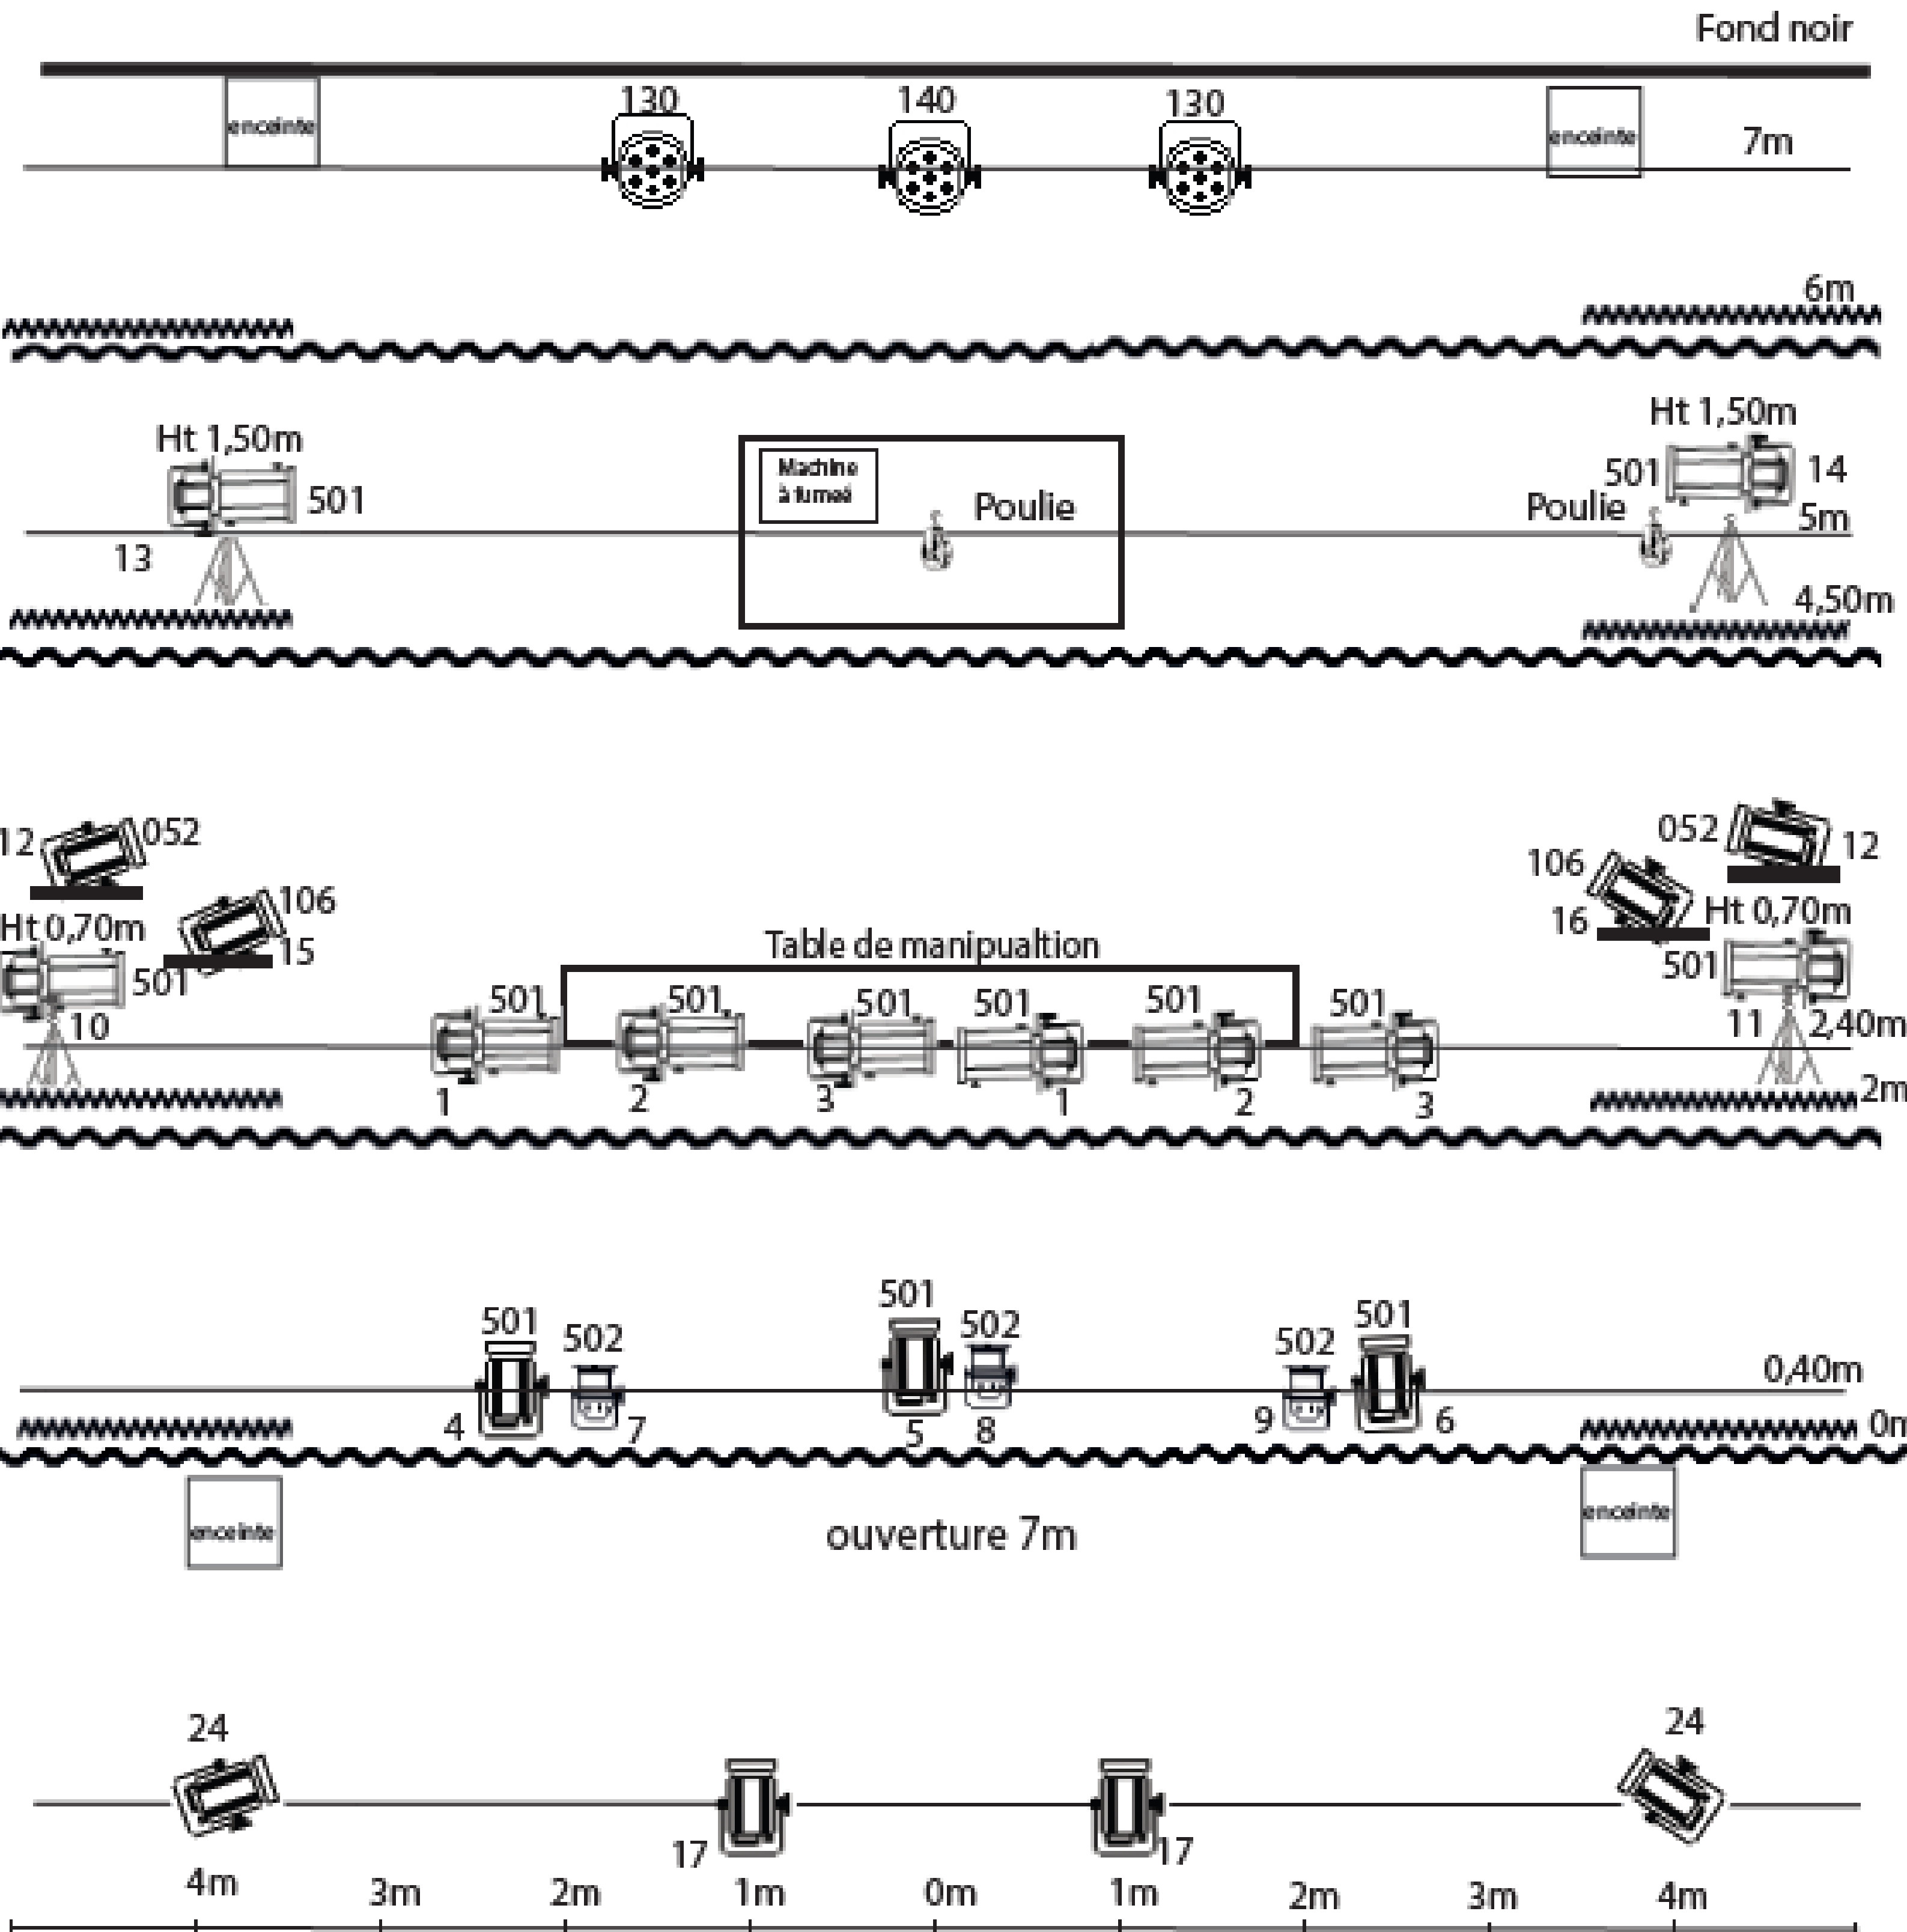 Fond noir
130 140 130
enceinte enceinte 7m
6m
Ht 1,50m Ht 1,50m
Machine
à fumeé
501 Poulie Poulie 501 14
5m
13
4,50m
12 052 052 12
106 106
Ht 0,70m 15 16 Ht 0,70m
Table de manipualtion
501 501
501 501 501 501 501 501
10 11 2,40m
1 2 3 1 2 3 2m
501 502 501 502 502 501
0,40m
4 7 5 8 9 6 0m
enceinte enceinte
ouverture 7m
24 24
17 17
4m 3m 2m 1m 0m 1m 2m 3m 4m